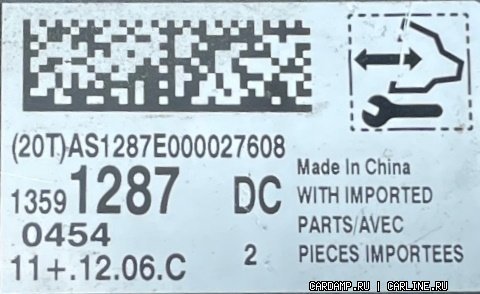 (20T)AS1287E000027608
1359 1287 DC
0454
2
11+.12.06.C
Made In China
WITH IMPORTED
PARTS/AVEC
PIECES IMPORTEES
CARDAMP.RU | CARLINE.RU